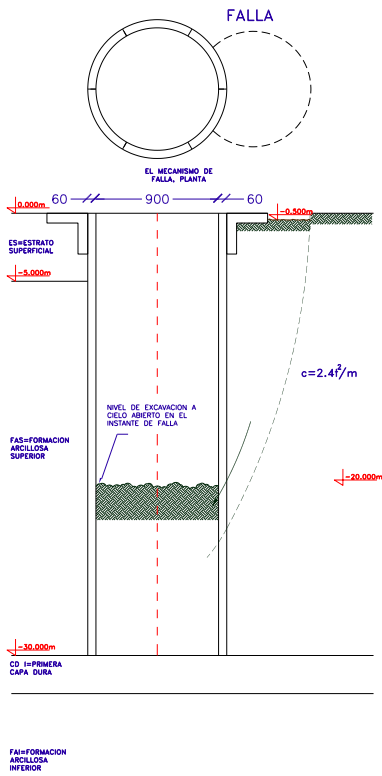 FALLA
EL MECANISMO DE
FALLA, PLANTA
60 900 60
0.000m
-0.500m
ES=ESTRATO
SUPERFICIAL
-5.000m
c=2.4f²/m
NIVEL DE EXCAVACION A
CIELO ABIERTO EN EL
INSTANTE DE FALLA
FAS=FORMACION
ARCILLOSA
SUPERIOR
-20.000m
-30.000m
CD I=PRIMERA
CAPA DURA
FAI=FORMACION
ARCILLOSA
INFERIOR